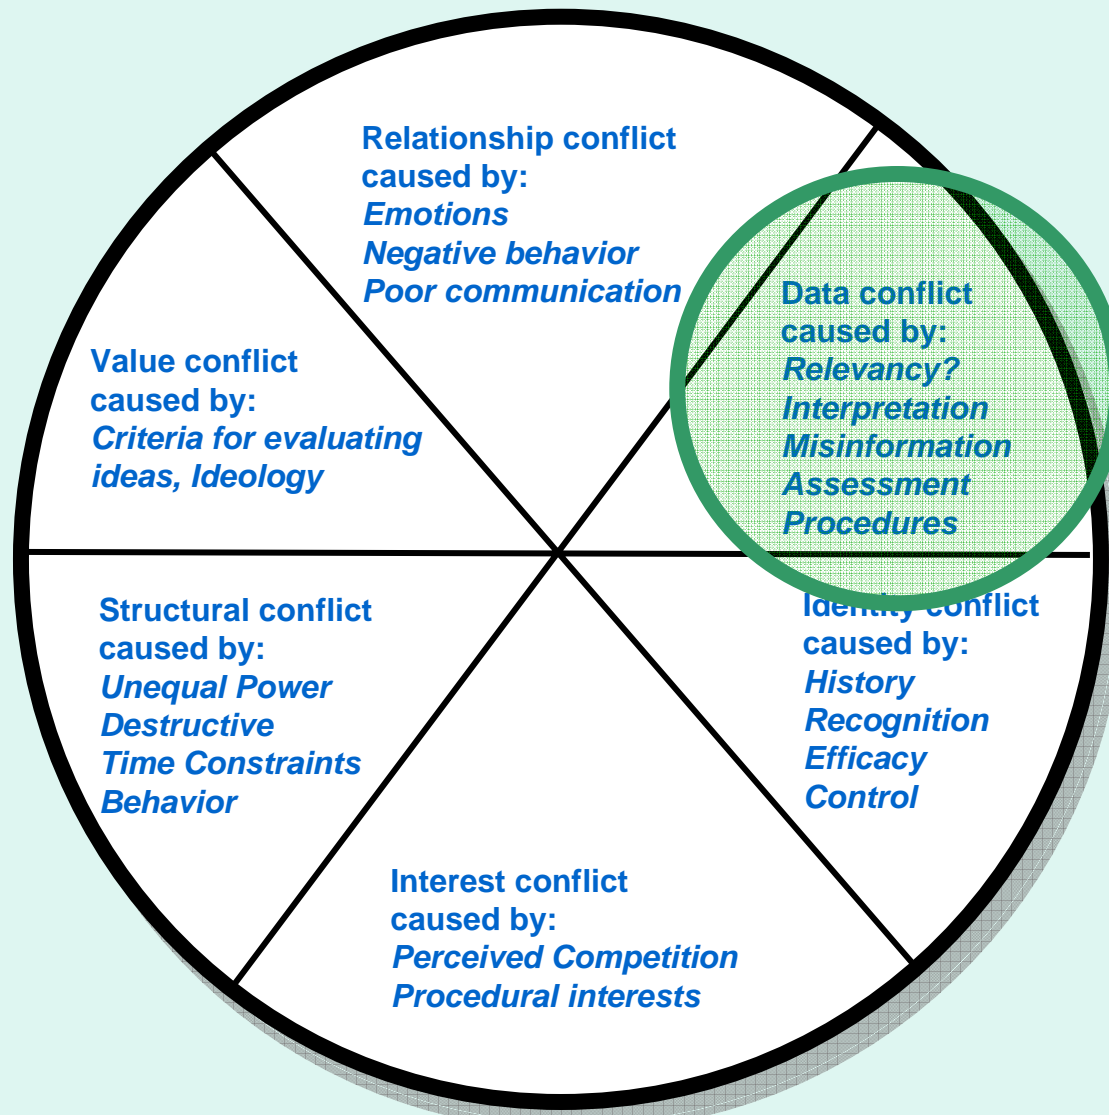 Relationship conflict
caused by:
Emotions
Negative behavior
Poor communication
Data conflict
caused by:
Relevancy?
Interpretation
Misinformation
Assessment
Procedures
Value conflict
caused by:
Criteria for evaluating
ideas, Ideology
Structural conflict
caused by:
Unequal Power
Destructive
Time Constraints
Behavior
Identity conflict
caused by:
History
Recognition
Efficacy
Control
Interest conflict
caused by:
Perceived Competition
Procedural interests